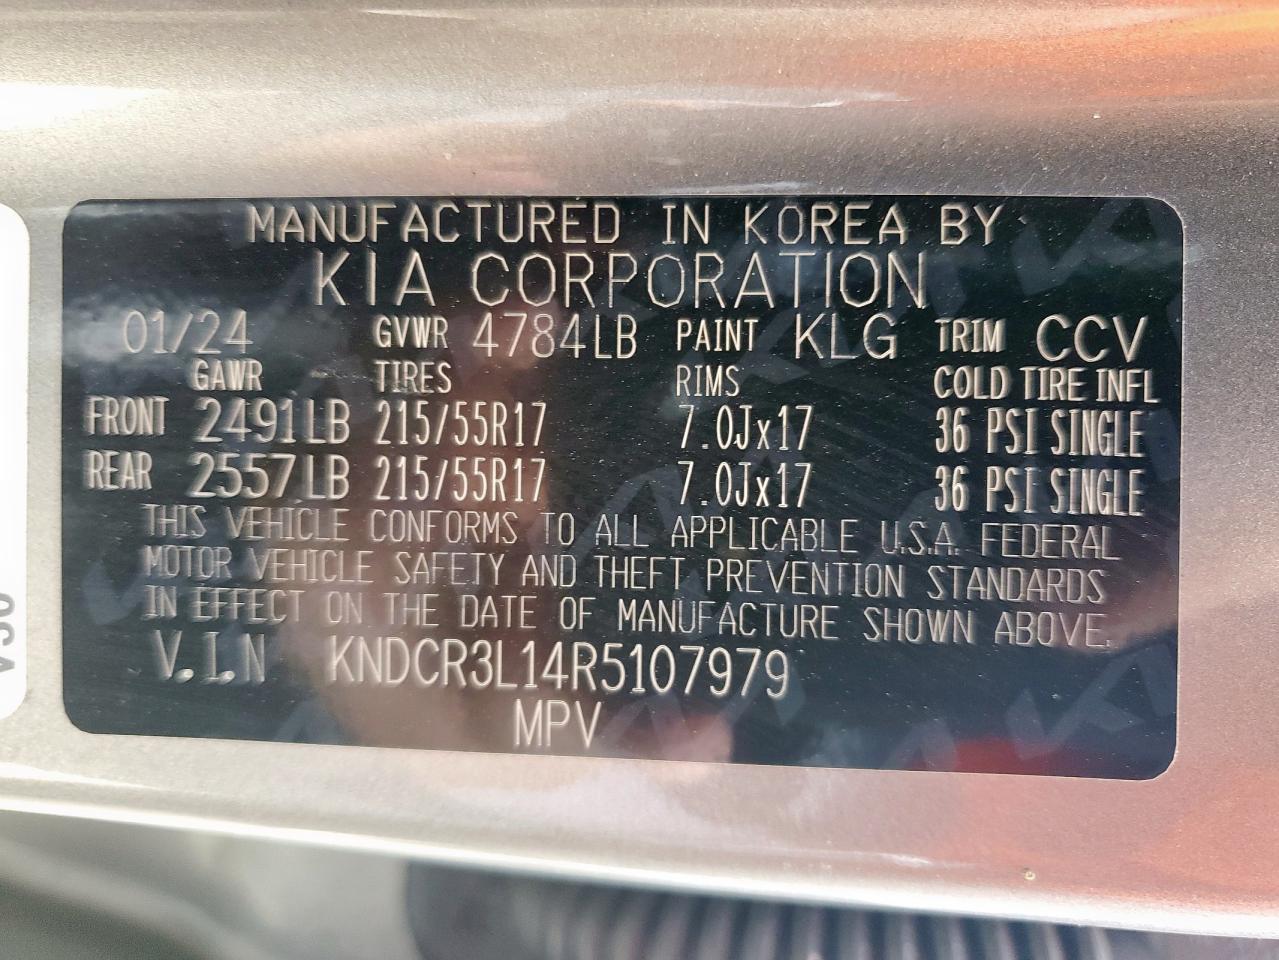 MANUFACTURED IN KOREA BY
KIA CORPORATION
01/24 GVWR 4784LB PAINT KLG TRIM CCV
GAWR TIRES RIMS COLD TIRE INFL
FRONT 2491LB 215/55R17 7.0Jx17 36 PSI SINGLE
REAR 2557LB 215/55R17 7.0Jx17 36 PSI SINGLE
THIS VEHICLE CONFORMS TO ALL APPLICABLE U.S.A. FEDERAL
MOTOR VEHICLE SAFETY AND THEFT PREVENTION STANDARDS
IN EFFECT ON THE DATE OF MANUFACTURE SHOWN ABOVE.
V.I.N KNDCR3L14R5107979
MPV